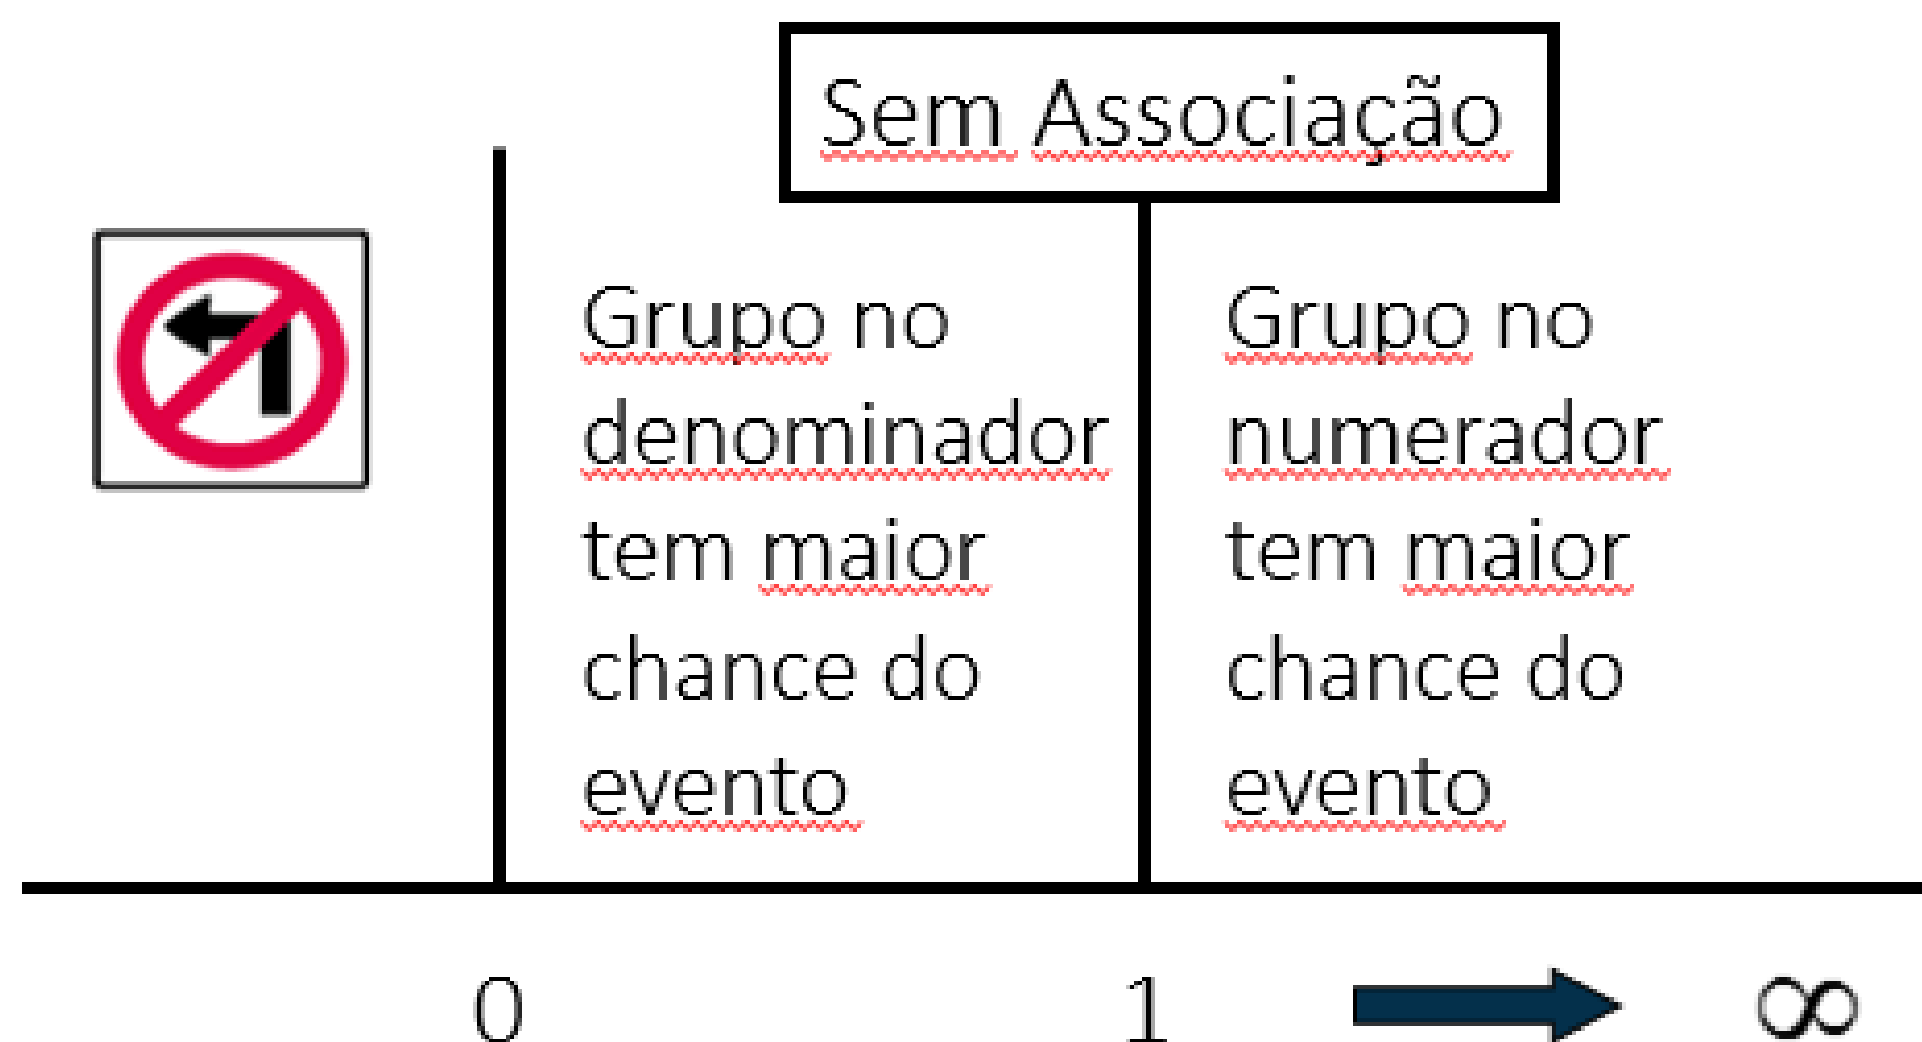 Sem Associação
Grupo no
denominador
tem maior
chance do
evento
Grupo no
numerador
tem maior
chance do
evento
0
1
∞